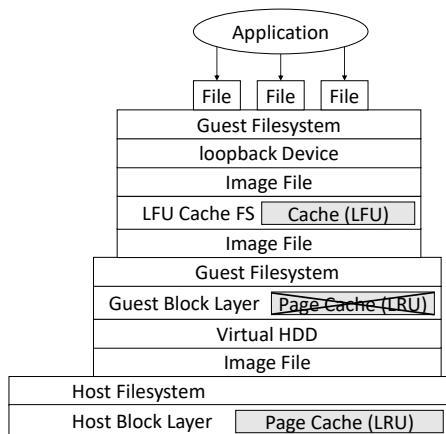 Application
File File File
Guest Filesystem
loopback Device
Image File
LFU Cache FS Cache (LFU)
Image File
Guest Filesystem
Guest Block Layer Page Cache (LRU)
Virtual HDD
Image File
Host Filesystem
Host Block Layer Page Cache (LRU)